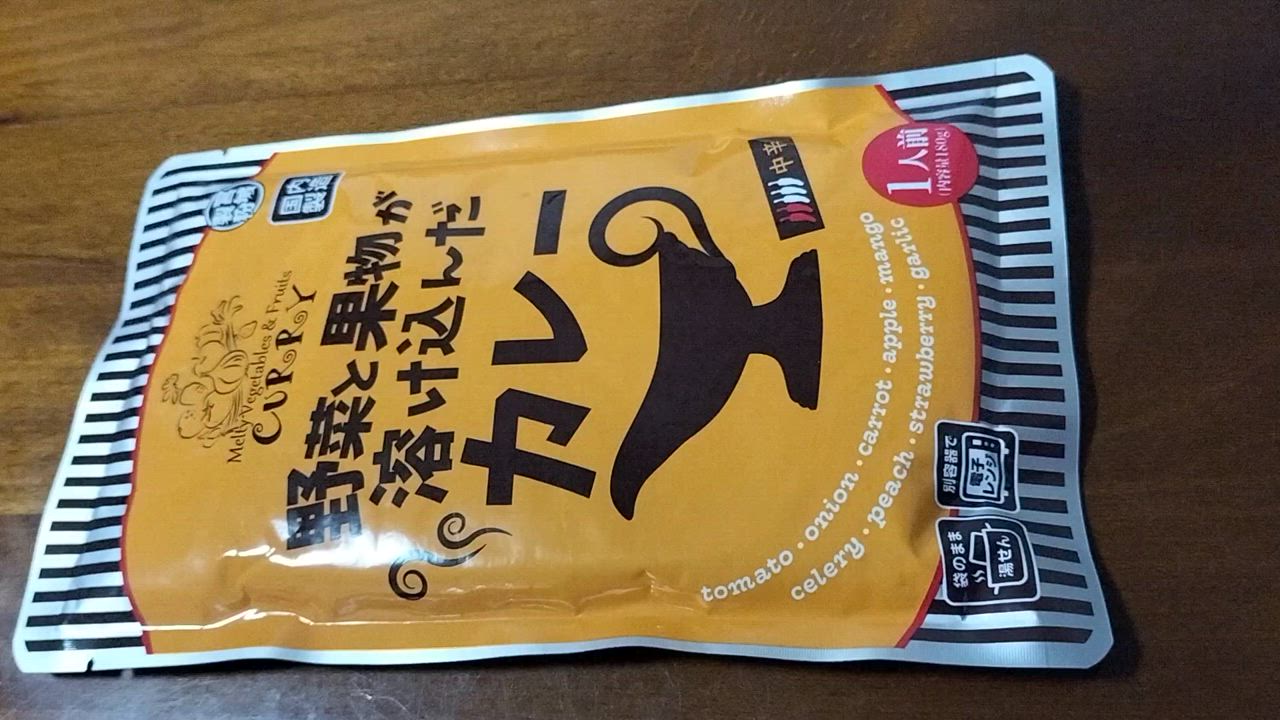 国内
製造
Melty Vegetables & Fruits
CURRY
野菜と果物が
溶け込んだ
カレー
中辛
1人前
(内容量180g)
tomato・onion・carrot・apple・mango
celery・peach・strawberry・garlic
別容器で
電子
レンジ
袋のまま
湯せん